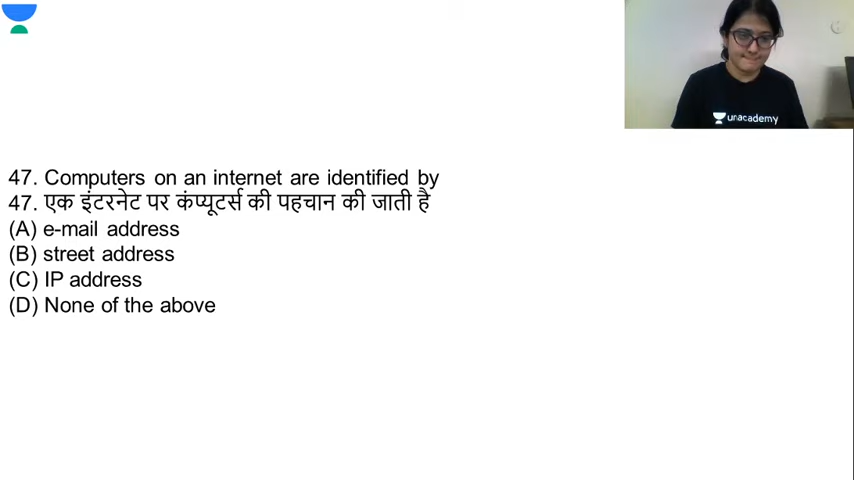 unacademy
47. Computers on an internet are identified by
47. एक इंटरनेट पर कंप्यूटर्स की पहचान की जाती है
(A) e-mail address
(B) street address
(C) IP address
(D) None of the above